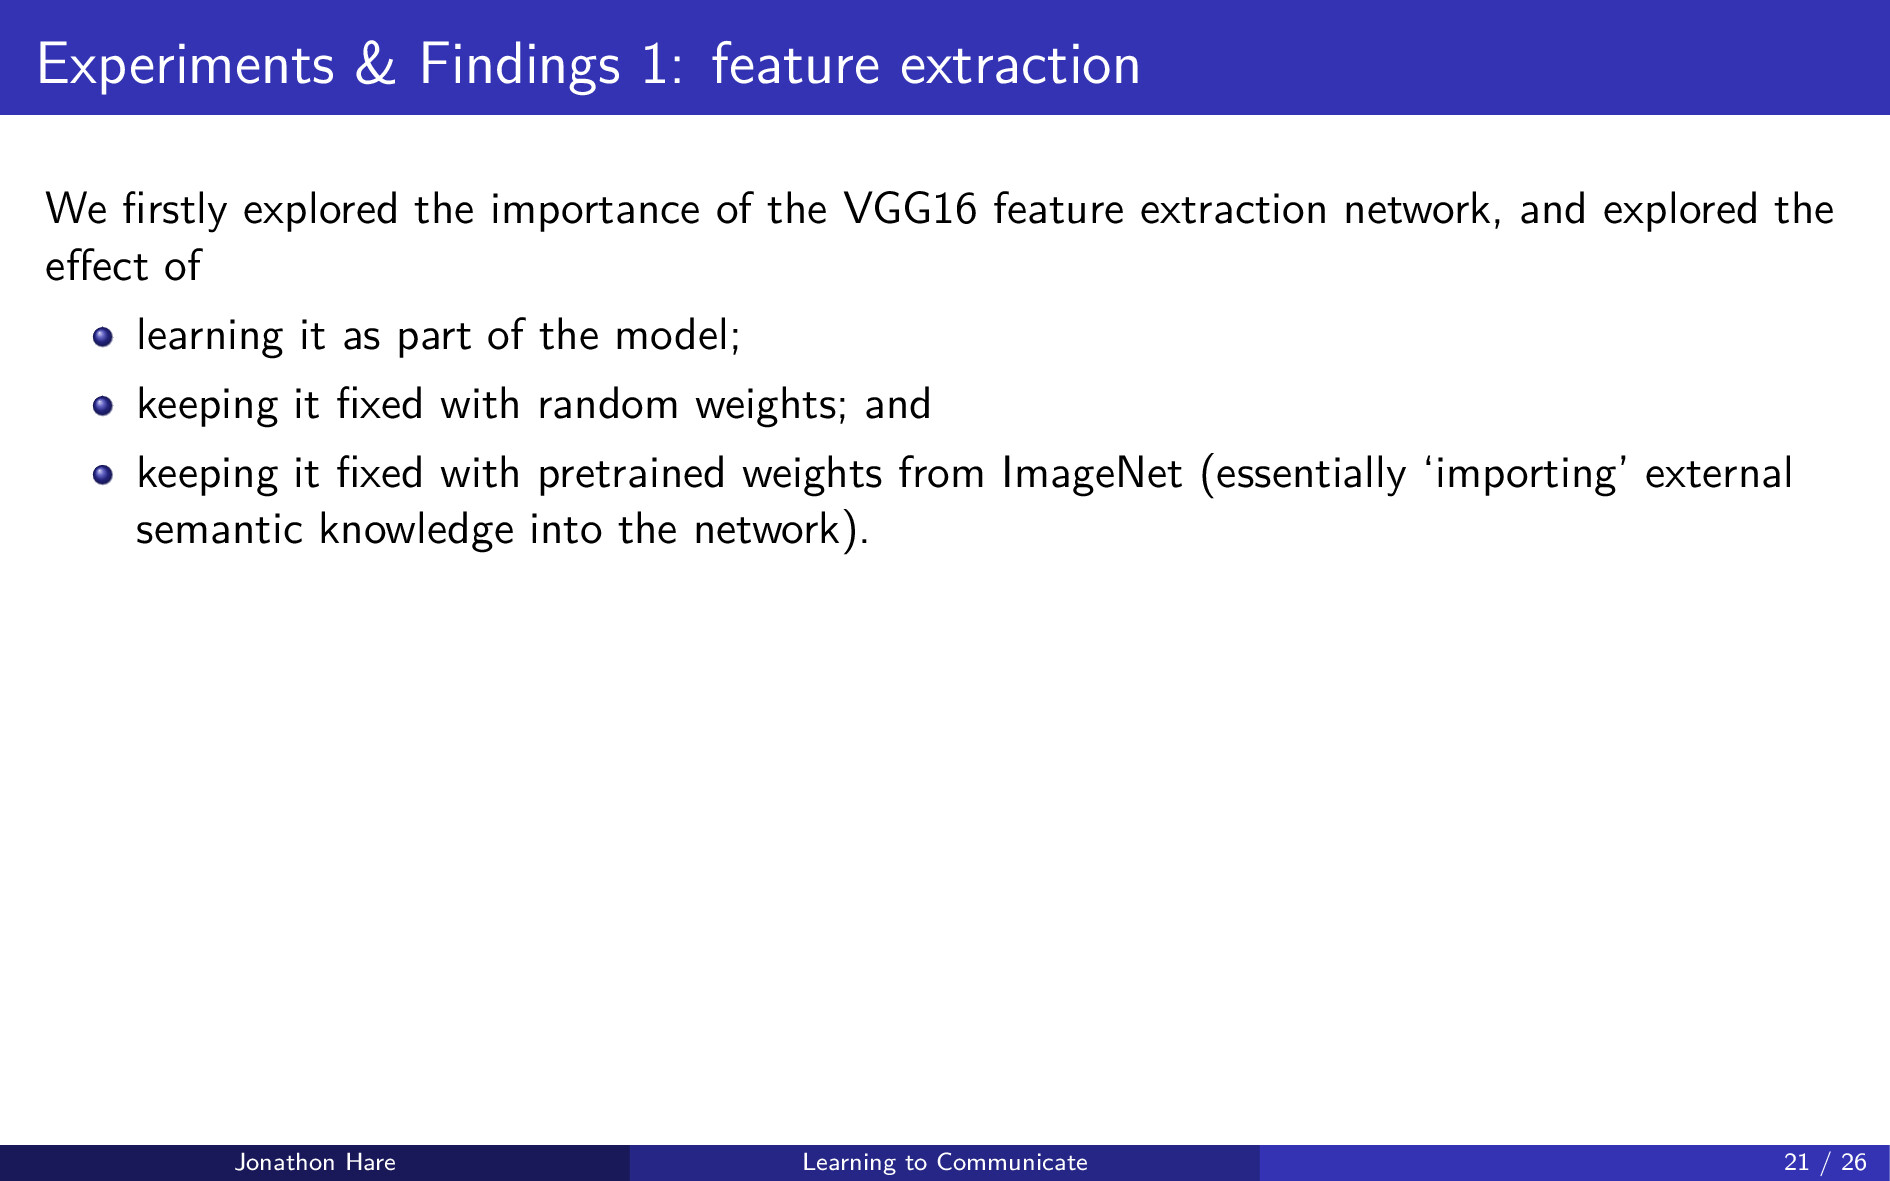 Experiments & Findings 1: feature extraction
We firstly explored the importance of the VGG16 feature extraction network, and explored the
effect of
learning it as part of the model;
keeping it fixed with random weights; and
keeping it fixed with pretrained weights from ImageNet (essentially ‘importing’ external
semantic knowledge into the network).
Jonathon Hare
Learning to Communicate
21 / 26